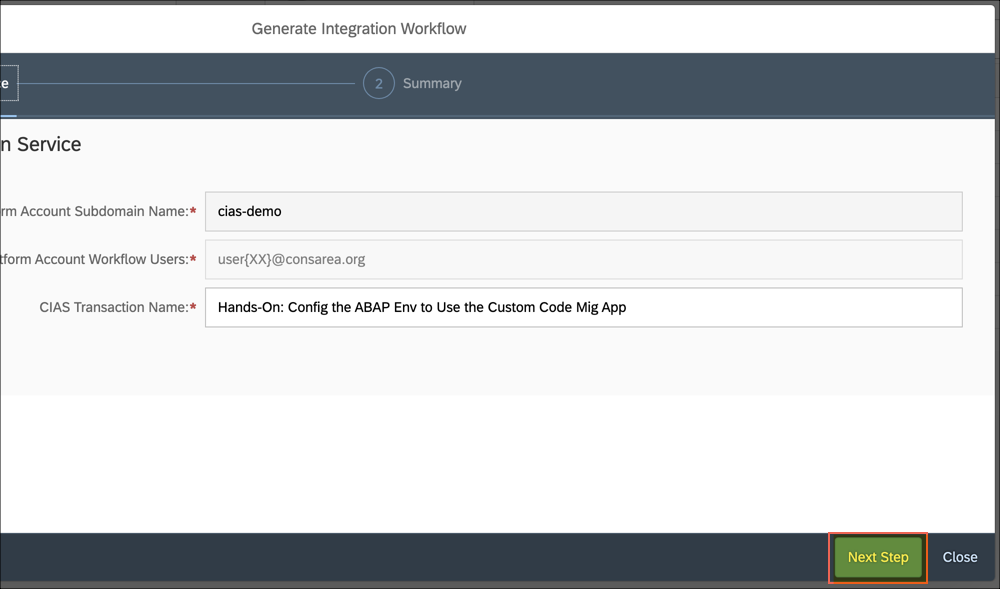 Generate Integration Workflow
e
2 Summary
n Service
rm Account Subdomain Name:* cias-demo
tform Account Workflow Users:* user{XX}@consarea.org
CIAS Transaction Name:* Hands-On: Config the ABAP Env to Use the Custom Code Mig App
Next Step Close